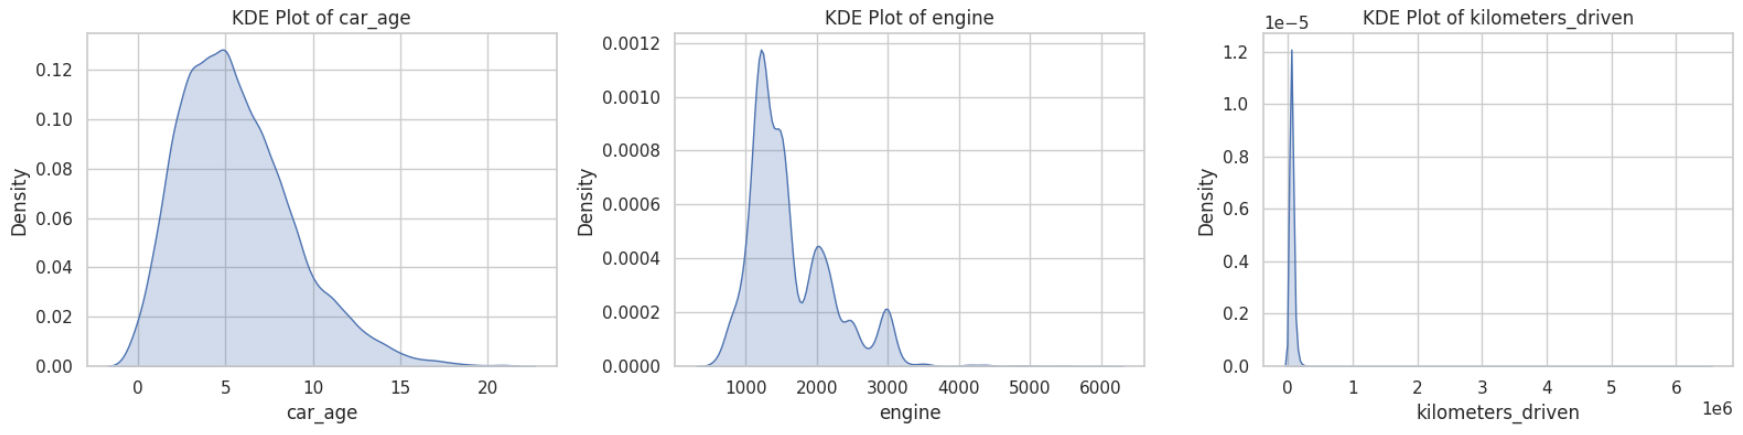 KDE Plot of car_age
Density
0.12
0.10
0.08
0.06
0.04
0.02
0.00
0 5 10 15 20
car_age
KDE Plot of engine
Density
0.0012
0.0010
0.0008
0.0006
0.0004
0.0002
0.0000
1000 2000 3000 4000 5000 6000
engine
KDE Plot of kilometers_driven
1e−5
Density
1.2
1.0
0.8
0.6
0.4
0.2
0.0
0 1 2 3 4 5 6
1e6
kilometers_driven